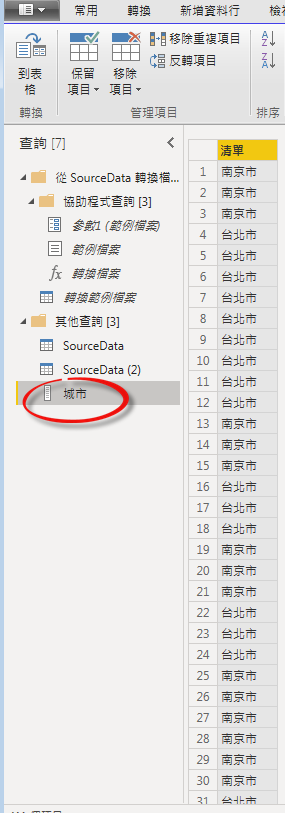 常用 轉換 新增資料行 檢
到表格 保留項目 移除項目 移除重複項目 反轉項目
轉換 管理項目 排序
查詢 [7]
從 SourceData 轉換檔...
協助程式查詢 [3]
參數1 (範例檔案)
範例檔案
fx 轉換檔案
轉換範例檔案
其他查詢 [3]
SourceData
SourceData (2)
城市
清單
1 南京市
2 南京市
3 南京市
4 台北市
5 台北市
6 台北市
7 台北市
8 台北市
9 台北市
10 台北市
11 台北市
12 台北市
13 南京市
14 南京市
15 南京市
16 台北市
17 台北市
18 台北市
19 南京市
20 南京市
21 南京市
22 台北市
23 台北市
24 台北市
25 南京市
26 南京市
27 南京市
28 南京市
29 南京市
30 南京市
31 台北市